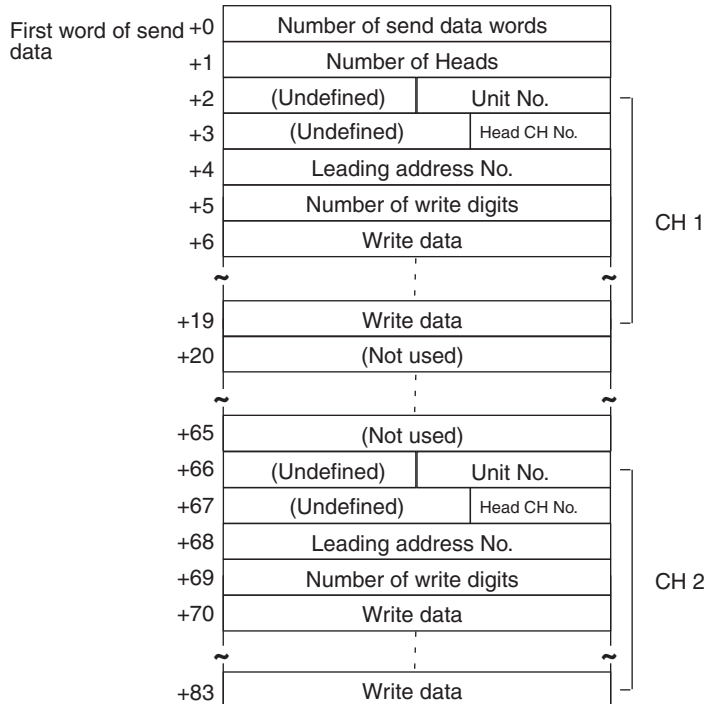 First word of send
data
+0 Number of send data words
+1 Number of Heads
+2 (Undefined) Unit No.
+3 (Undefined) Head CH No.
+4 Leading address No.
+5 Number of write digits
+6 Write data
CH 1
~ ~
+19 Write data
+20 (Not used)
~ ~
+65 (Not used)
+66 (Undefined) Unit No.
+67 (Undefined) Head CH No.
+68 Leading address No.
+69 Number of write digits
CH 2
+70 Write data
~ ~
+83 Write data